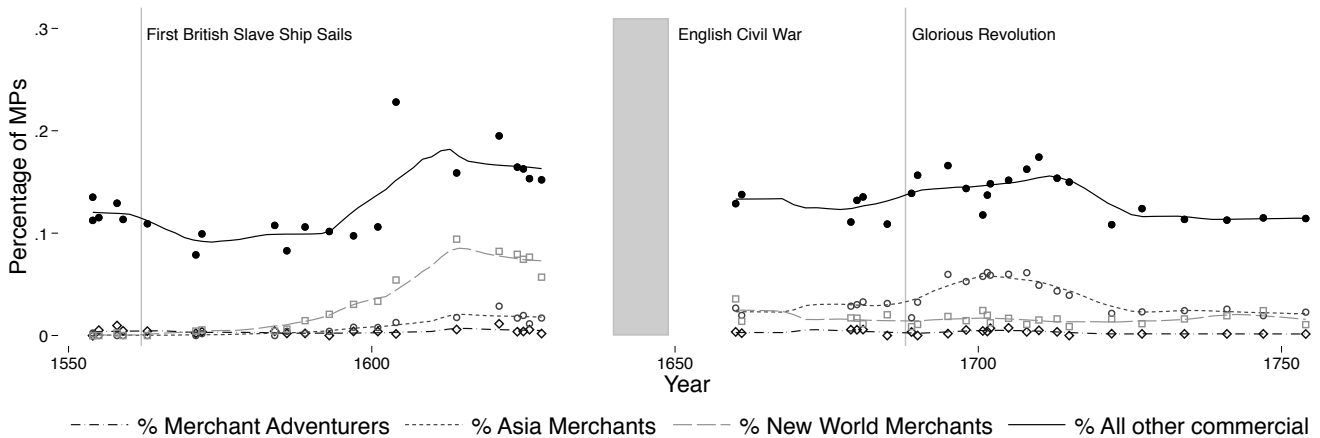 .3
First British Slave Ship Sails
English Civil War
Glorious Revolution
.2
.1
0
Percentage of MPs
1550
1600
1650
1700
1750
Year
% Merchant Adventurers
% Asia Merchants
% New World Merchants
% All other commercial